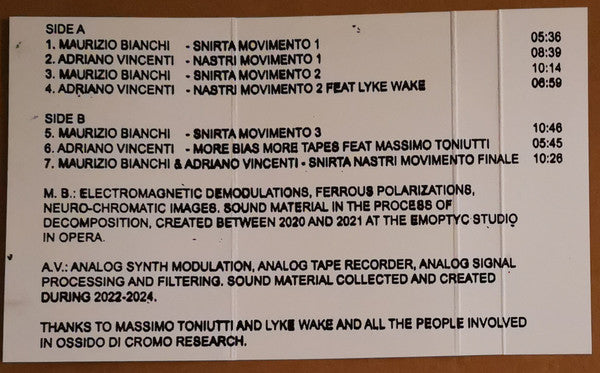 SIDE A
1. MAURIZIO BIANCHI - SNIRTA MOVIMENTO 1 05:36
2. ADRIANO VINCENTI - NASTRI MOVIMENTO 1 08:39
3. MAURIZIO BIANCHI - SNIRTA MOVIMENTO 2 10:14
4. ADRIANO VINCENTI - NASTRI MOVIMENTO 2 FEAT LYKE WAKE 06:59
SIDE B
5. MAURIZIO BIANCHI - SNIRTA MOVIMENTO 3 10:46
6. ADRIANO VINCENTI - MORE BIAS MORE TAPES FEAT MASSIMO TONIUTTI 05:45
7. MAURIZIO BIANCHI & ADRIANO VINCENTI - SNIRTA NASTRI MOVIMENTO FINALE 10:26
M. B.: ELECTROMAGNETIC DEMODULATIONS, FERROUS POLARIZATIONS,
NEURO-CHROMATIC IMAGES. SOUND MATERIAL IN THE PROCESS OF
DECOMPOSITION, CREATED BETWEEN 2020 AND 2021 AT THE EMOPTYC STUDIO
IN OPERA.
A.V.: ANALOG SYNTH MODULATION, ANALOG TAPE RECORDER, ANALOG SIGNAL
PROCESSING AND FILTERING. SOUND MATERIAL COLLECTED AND CREATED
DURING 2022-2024.
THANKS TO MASSIMO TONIUTTI AND LYKE WAKE AND ALL THE PEOPLE INVOLVED
IN OSSIDO DI CROMO RESEARCH.